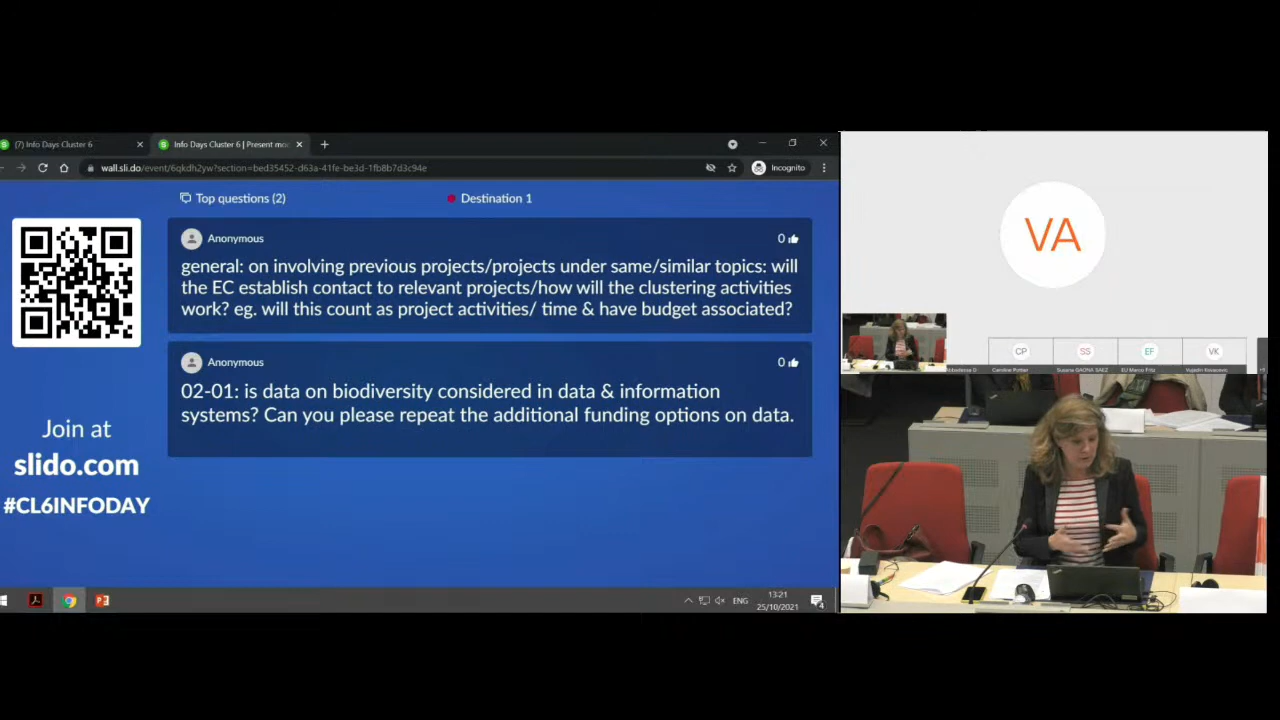 (7) Info Days Cluster 6
Info Days Cluster 6 | Present mo
wall.sli.do/event/6qkdh2yw?section=bed35452-d63a-41fe-be3d-1fb8b7d3c94e
Incognito
Top questions (2)
Destination 1
Anonymous
0
general: on involving previous projects/projects under same/similar topics: will
the EC establish contact to relevant projects/how will the clustering activities
work? eg. will this count as project activities/ time & have budget associated?
Anonymous
0
02-01: is data on biodiversity considered in data & information
systems? Can you please repeat the additional funding options on data.
Join at
slido.com
#CL6INFODAY
ENG
13:21
25/10/2021
4
VA
CP
SS
EF
VK